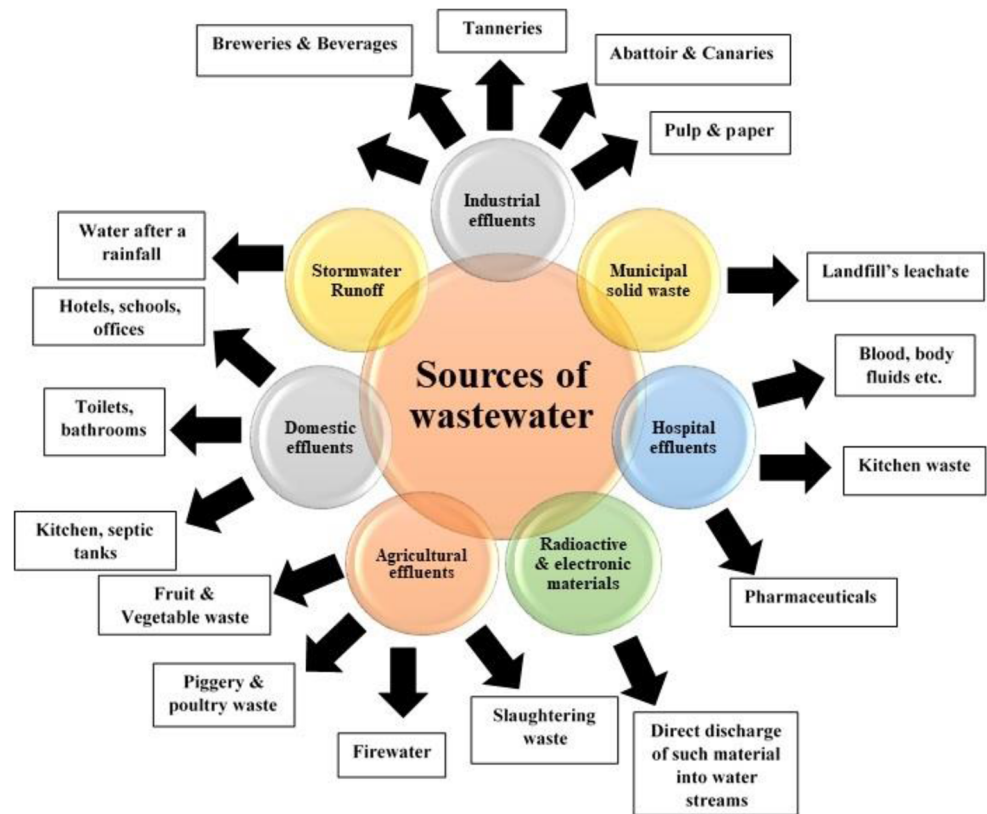 Tanneries
Breweries & Beverages
Abattoir & Canaries
Pulp & paper
Industrial
effluents
Water after a
rainfall
Stormwater
Runoff
Municipal
solid waste
Landfill's leachate
Hotels, schools,
offices
Blood, body
fluids etc.
Sources of
wastewater
Toilets,
bathrooms
Domestic
effluents
Hospital
effluents
Kitchen waste
Kitchen, septic
tanks
Agricultural
effluents
Radioactive
& electronic
materials
Fruit &
Vegetable waste
Pharmaceuticals
Piggery &
poultry waste
Firewater
Slaughtering
waste
Direct discharge
of such material
into water
streams